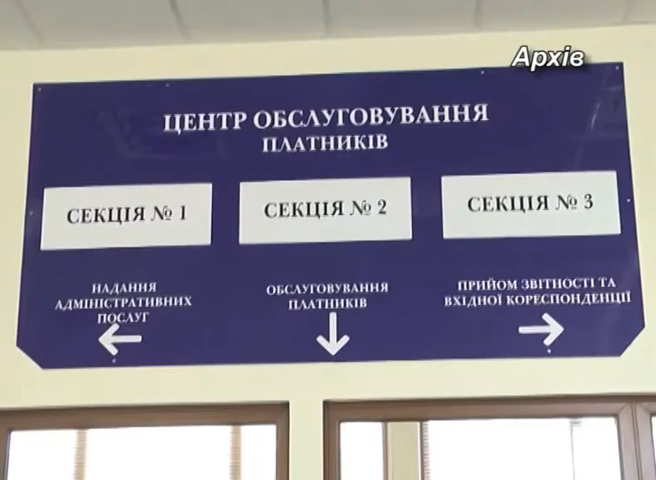 Архів
ЦЕНТР ОБСЛУГОВУВАННЯ
ПЛАТНИКІВ
СЕКЦІЯ № 1
СЕКЦІЯ № 2
СЕКЦІЯ № 3
НАДАННЯ
АДМІНІСТРАТИВНИХ
ПОСЛУГ
ОБСЛУГОВУВАННЯ
ПЛАТНИКІВ
ПРИЙОМ ЗВІТНОСТІ ТА
ВХІДНОЇ КОРЕСПОНДЕНЦІЇ